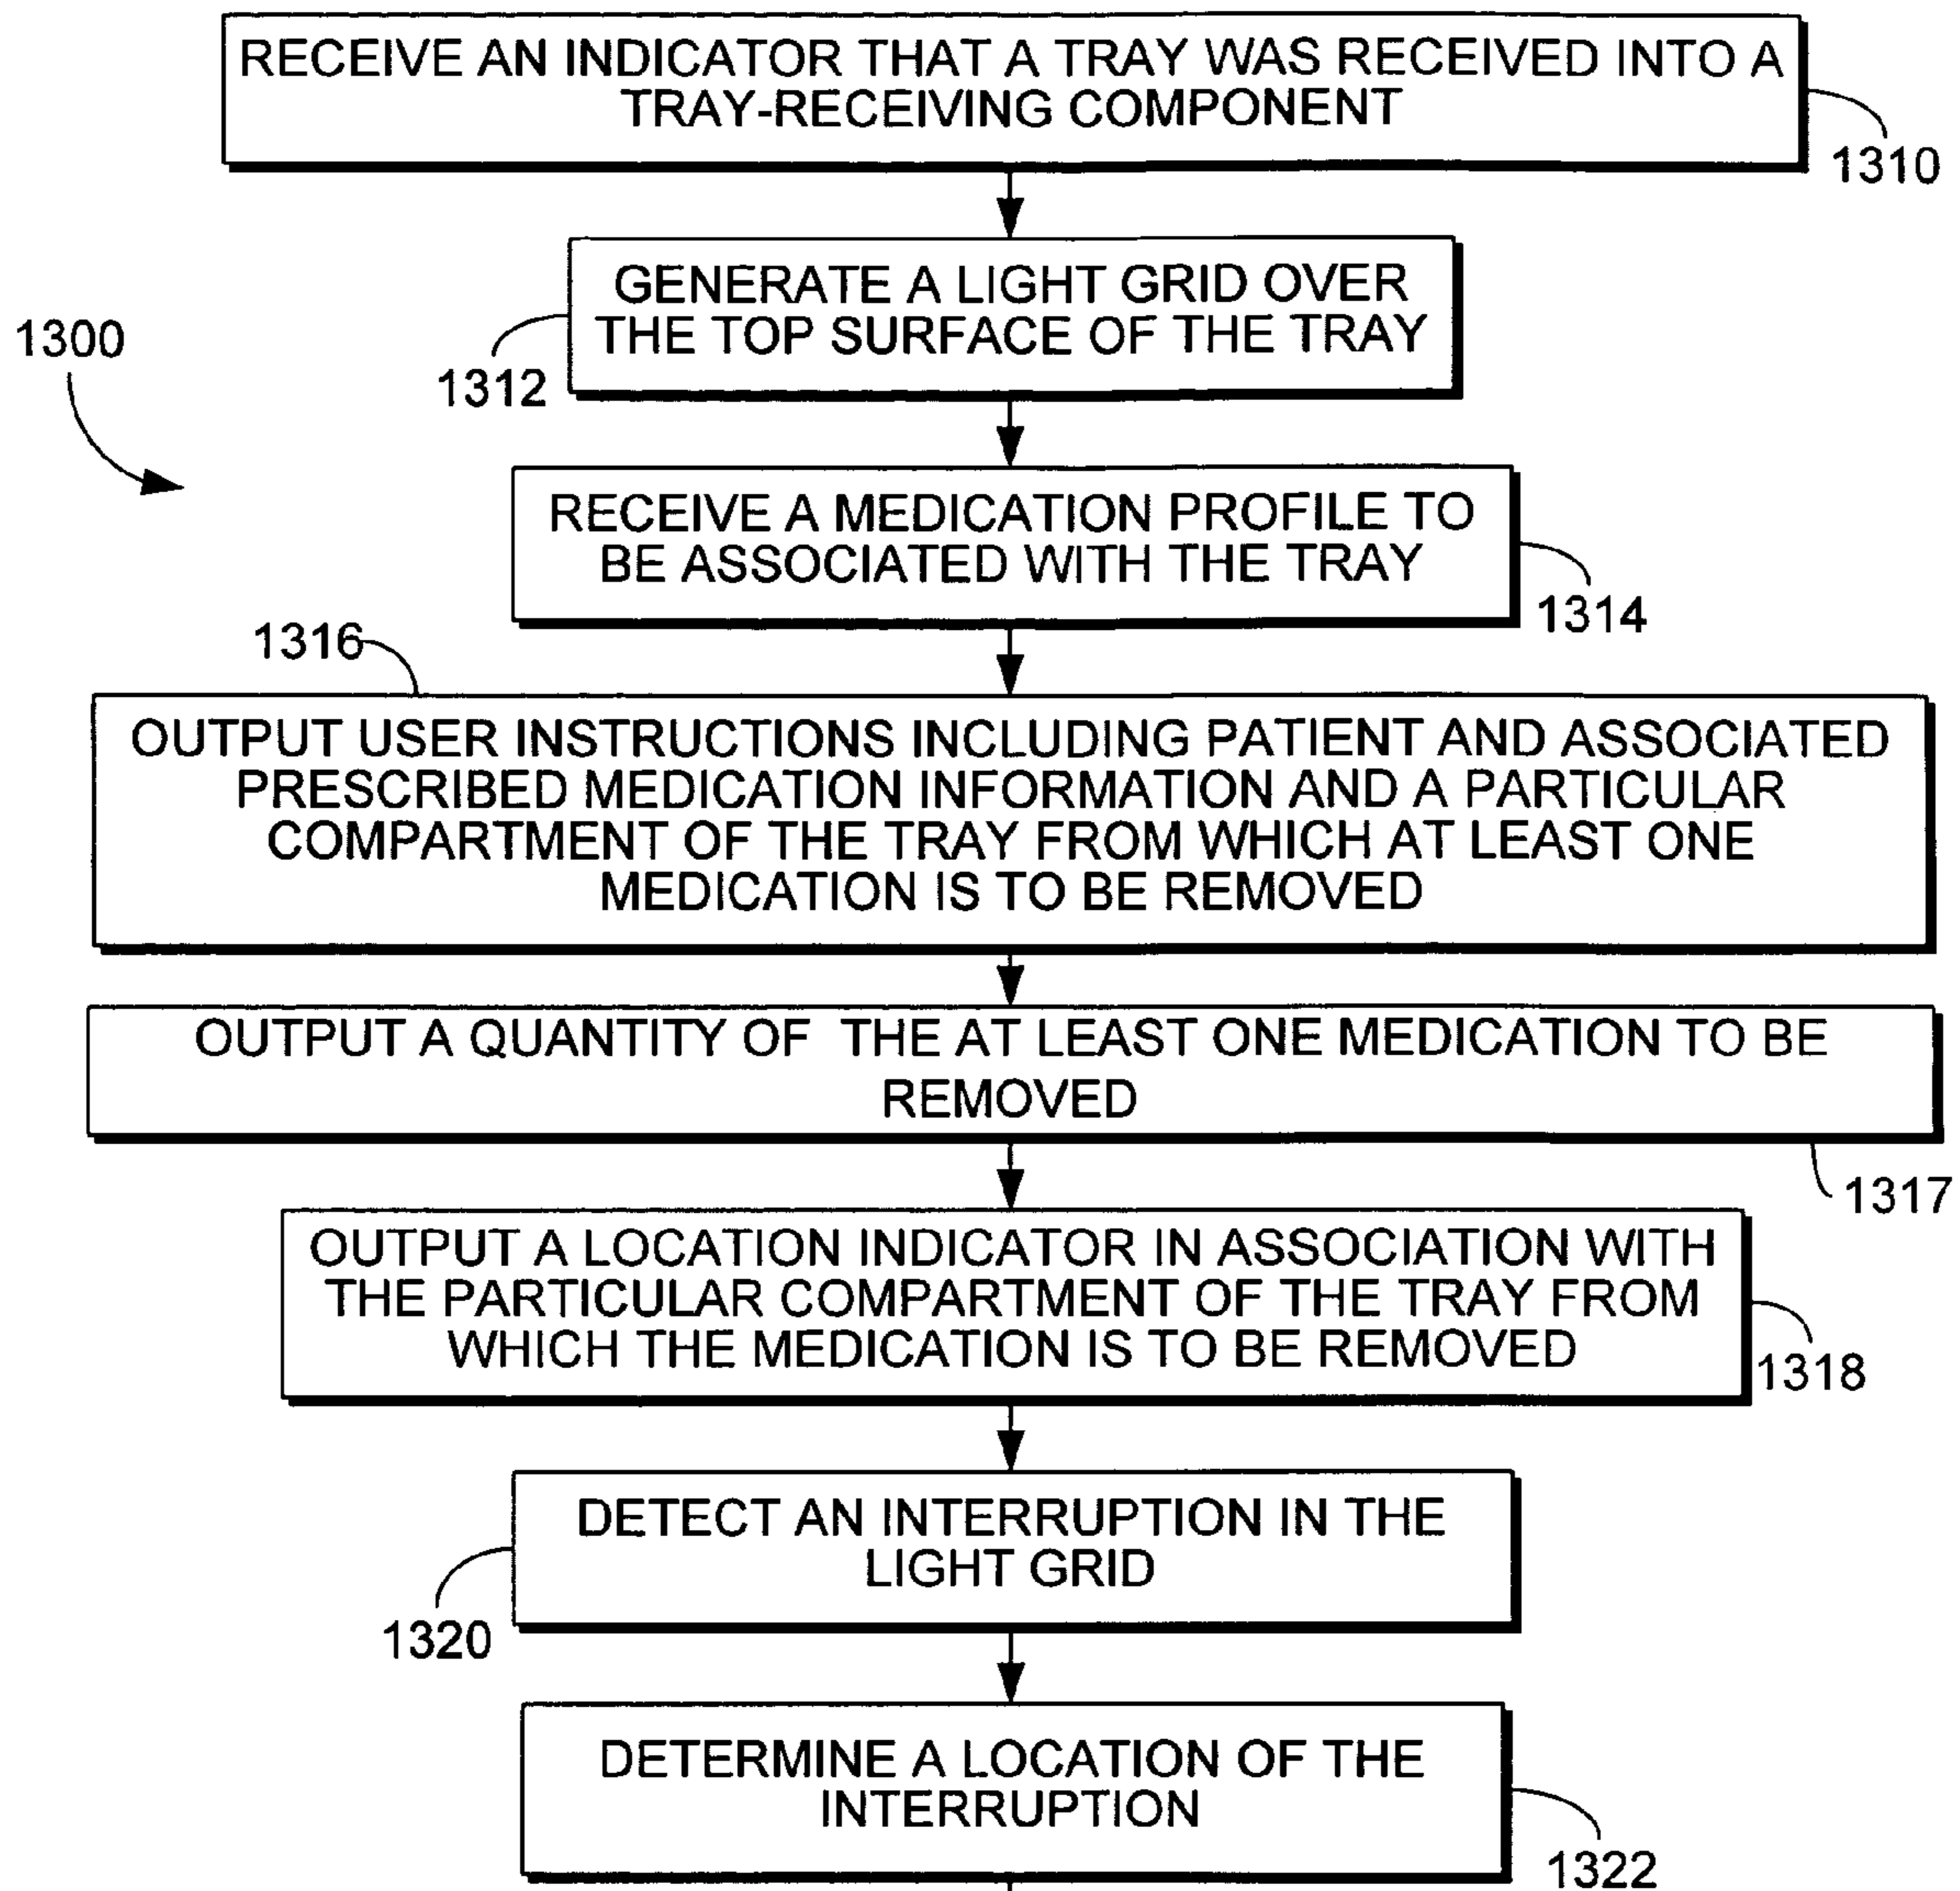 RECEIVE AN INDICATOR THAT A TRAY WAS RECEIVED INTO A
TRAY-RECEIVING COMPONENT
1310
GENERATE A LIGHT GRID OVER
THE TOP SURFACE OF THE TRAY
1300
1312
RECEIVE A MEDICATION PROFILE TO
BE ASSOCIATED WITH THE TRAY
1314
1316
OUTPUT USER INSTRUCTIONS INCLUDING PATIENT AND ASSOCIATED
PRESCRIBED MEDICATION INFORMATION AND A PARTICULAR
COMPARTMENT OF THE TRAY FROM WHICH AT LEAST ONE
MEDICATION IS TO BE REMOVED
OUTPUT A QUANTITY OF THE AT LEAST ONE MEDICATION TO BE
REMOVED
1317
OUTPUT A LOCATION INDICATOR IN ASSOCIATION WITH
THE PARTICULAR COMPARTMENT OF THE TRAY FROM
WHICH THE MEDICATION IS TO BE REMOVED
1318
DETECT AN INTERRUPTION IN THE
LIGHT GRID
1320
DETERMINE A LOCATION OF THE
INTERRUPTION
1322